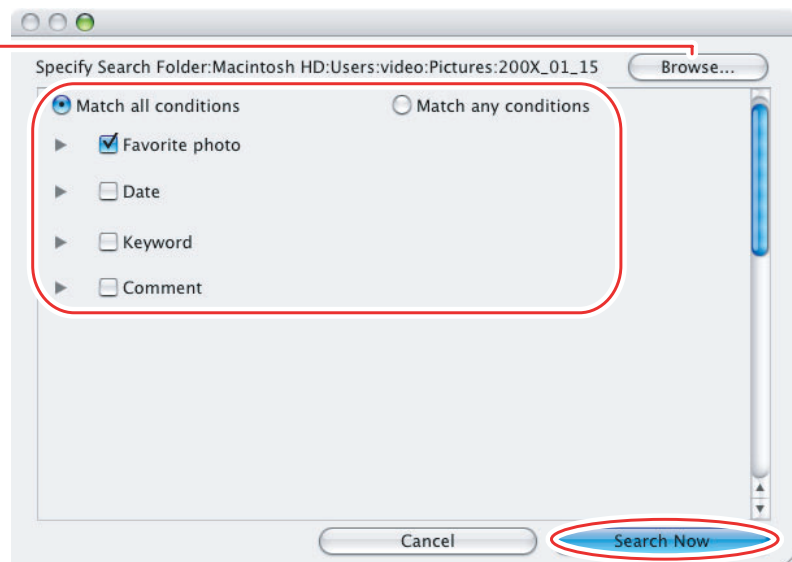 Specify Search Folder:Macintosh HD:Users:video:Pictures:200X_01_15 Browse...
Match all conditions Match any conditions
Favorite photo
Date
Keyword
Comment
Cancel Search Now